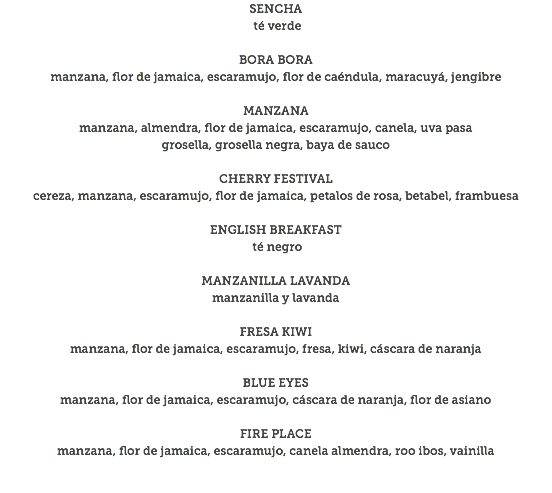 SENCHA
té verde
BORA BORA
manzana, flor de jamaica, escaramujo, flor de caéndula, maracuyá, jengibre
MANZANA
manzana, almendra, flor de jamaica, escaramujo, canela, uva pasa
grosella, grosella negra, baya de sauco
CHERRY FESTIVAL
cereza, manzana, escaramujo, flor de jamaica, petalos de rosa, betabel, frambuesa
ENGLISH BREAKFAST
té negro
MANZANILLA LAVANDA
manzanilla y lavanda
FRESA KIWI
manzana, flor de jamaica, escaramujo, fresa, kiwi, cáscara de naranja
BLUE EYES
manzana, flor de jamaica, escaramujo, cáscara de naranja, flor de asiano
FIRE PLACE
manzana, flor de jamaica, escaramujo, canela almendra, roo ibos, vainilla